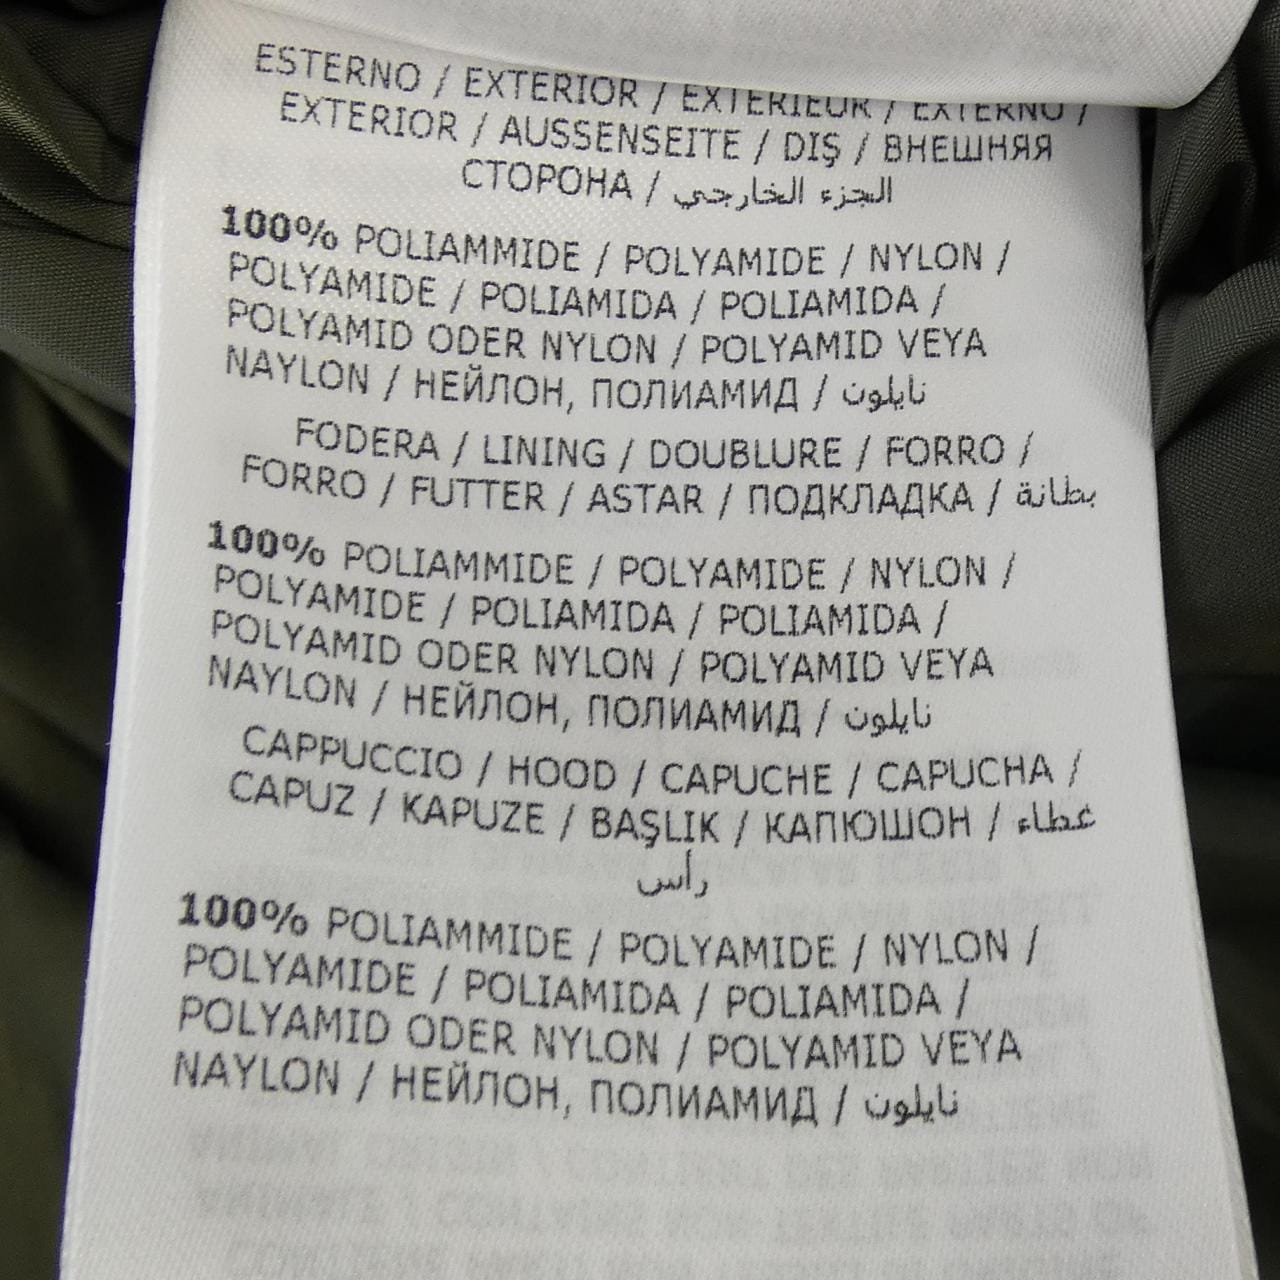 ESTERNO / EXTERIOR / EXTERIEUR / EXTERNO /
EXTERIOR / AUSSENSEITE / DIŞ / ВНЕШНЯЯ
СТОРОНА / الجزء الخارجي
100% POLIAMMIDE / POLYAMIDE / NYLON /
POLYAMIDE / POLIAMIDA / POLIAMIDA /
POLYAMID ODER NYLON / POLYAMID VEYA
NAYLON / НЕЙЛОН, ПОЛИАМИД / نايلون
FODERA / LINING / DOUBLURE / FORRO /
FORRO / FUTTER / ASTAR / ПОДКЛАДКА / بطانة
100% POLIAMMIDE / POLYAMIDE / NYLON /
POLYAMIDE / POLIAMIDA / POLIAMIDA /
POLYAMID ODER NYLON / POLYAMID VEYA
NAYLON / НЕЙЛОН, ПОЛИАМИД / نايلون
CAPPUCCIO / HOOD / CAPUCHE / CAPUCHA /
CAPUZ / KAPUZE / BAŞLIK / КАПЮШОН / غطاء
رأس
100% POLIAMMIDE / POLYAMIDE / NYLON /
POLYAMIDE / POLIAMIDA / POLIAMIDA /
POLYAMID ODER NYLON / POLYAMID VEYA
NAYLON / НЕЙЛОН, ПОЛИАМИД / نايلون